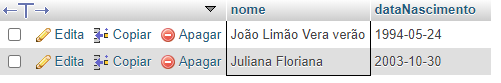 nome dataNascimento
Edita Copiar Apagar João Limão Vera verão 1994-05-24
Edita Copiar Apagar Juliana Floriana 2003-10-30